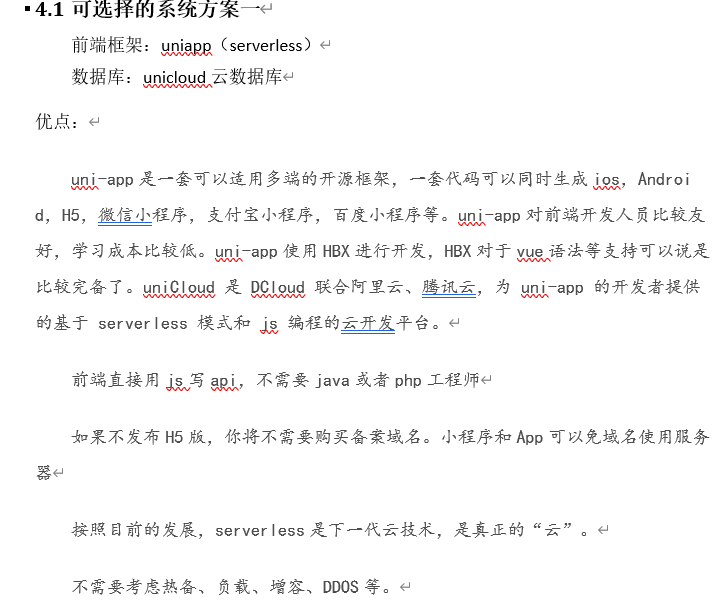 4.1 可选择的系统方案一
前端框架：uniapp（serverless）
数据库：unicloud 云数据库
优点：
uni-app 是一套可以适用多端的开源框架，一套代码可以同时生成 ios，Androi
d，H5，微信小程序，支付宝小程序，百度小程序等。uni-app 对前端开发人员比较友
好，学习成本比较低。uni-app 使用 HBX 进行开发，HBX 对于 vue 语法等支持可以说是
比较完备了。uniCloud 是 DCloud 联合阿里云、腾讯云，为 uni-app 的开发者提供
的基于 serverless 模式和 js 编程的云开发平台。
前端直接用 js 写 api，不需要 java 或者 php 工程师
如果不发布 H5 版，你将不需要购买备案域名。小程序和 App 可以免域名使用服务
器
按照目前的发展，serverless 是下一代云技术，是真正的“云”。
不需要考虑热备、负载、增容、DDOS 等。